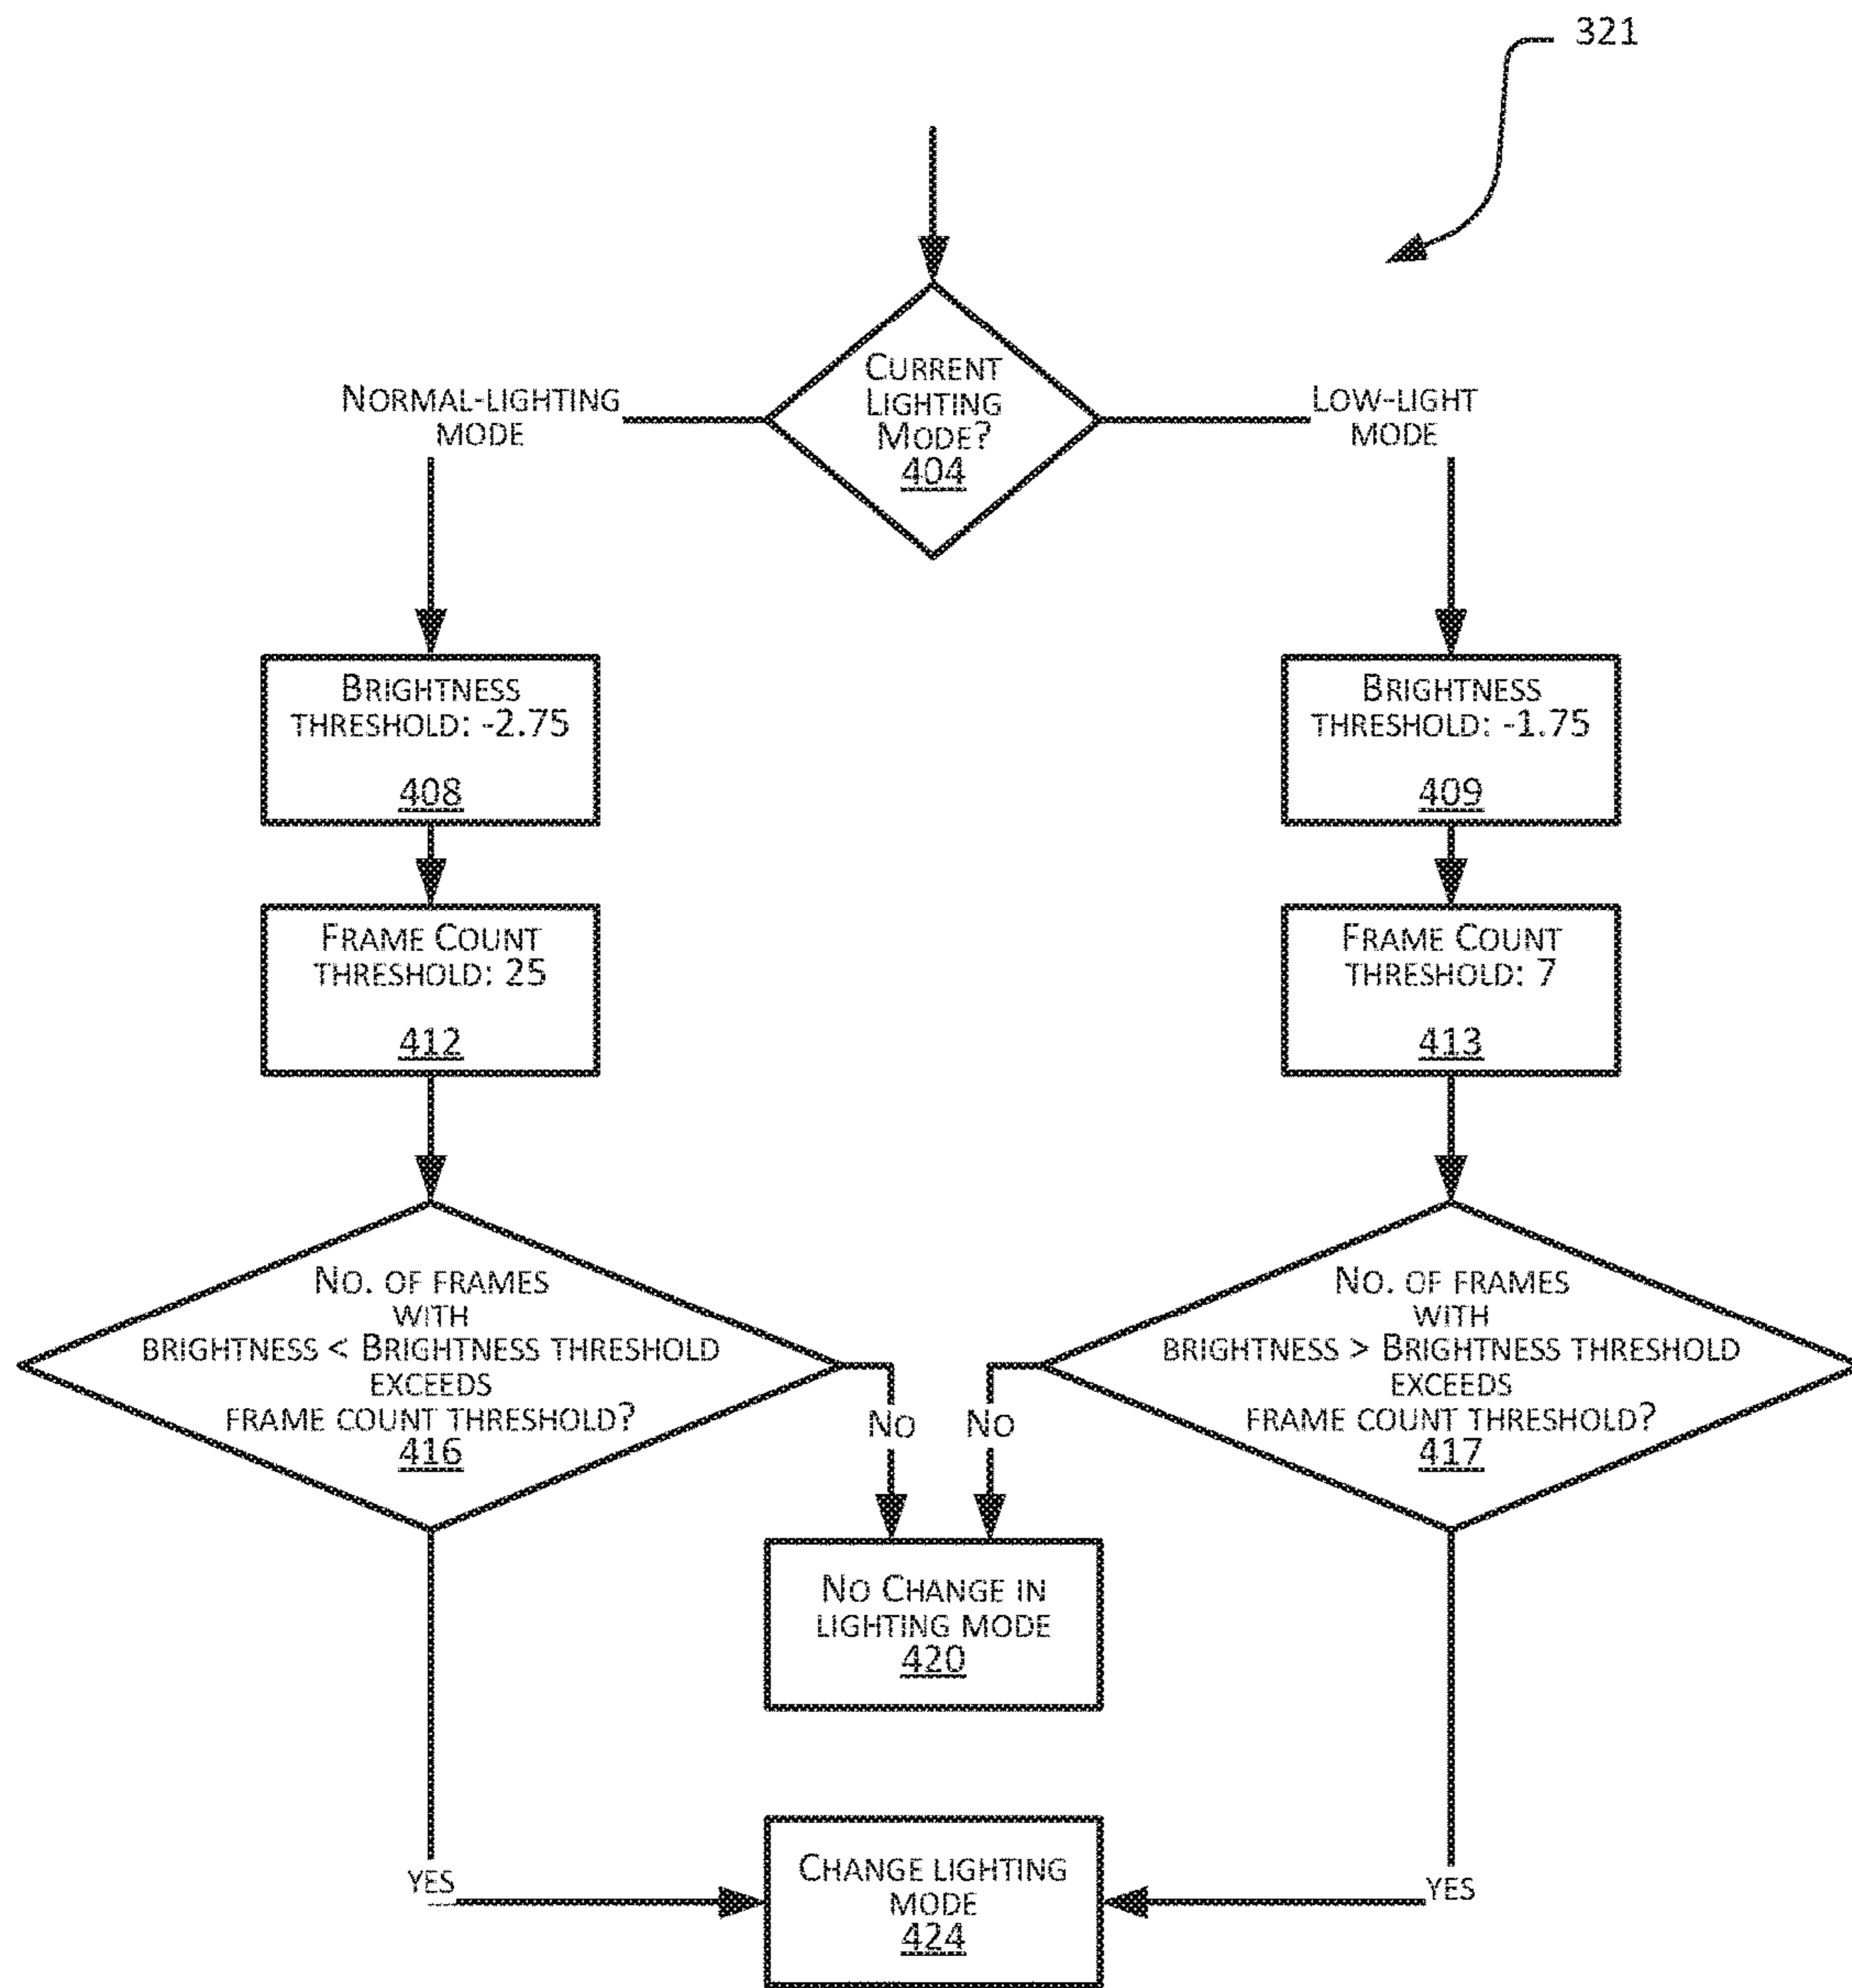 321
Current
Lighting
Mode?
404
Normal-lighting
mode
Low-light
mode
Brightness
threshold: -2.75
408
Brightness
threshold: -1.75
409
Frame Count
threshold: 25
412
Frame Count
threshold: 7
413
No. of frames
with
brightness < Brightness threshold
exceeds
frame count threshold?
416
No. of frames
with
brightness > Brightness threshold
exceeds
frame count threshold?
417
No
No
No Change in
lighting mode
420
yes
yes
Change lighting
mode
424